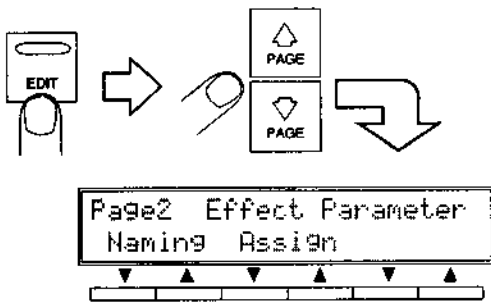 EDIT
PAGE
PAGE
Page2 Effect Parameter
Naming Assign